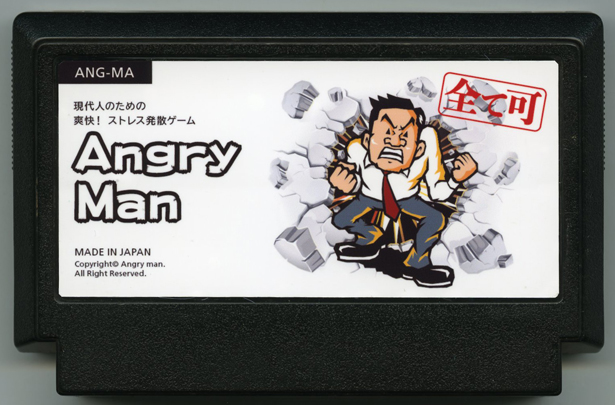 ANG-MA
現代人のための
爽快！ ストレス発散ゲーム
全て可
Angry
Man
MADE IN JAPAN
Copyright© Angry man.
All Right Reserved.